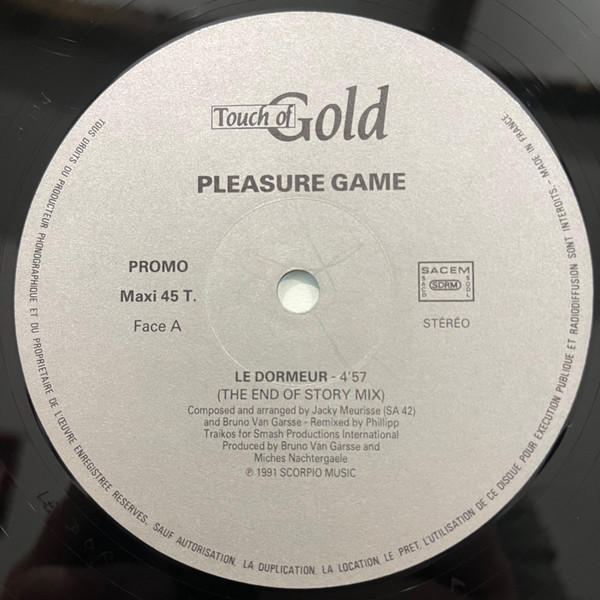 Touch of Gold
PLEASURE GAME
PROMO
Maxi 45 T.
Face A
SACEM
SACD
SDRM
SGDL
STÉRÉO
LE DORMEUR - 4'57
(THE END OF STORY MIX)
Composed and arranged by Jacky Meurisse (SA 42)
and Bruno Van Garsse - Remixed by Phillipp
Traikos for Smash Productions International
Produced by Bruno Van Garsse and
Miches Nachtergaele
℗ 1991 SCORPIO MUSIC
TOUS DROITS DU PRODUCTEUR PHONOGRAPHIQUE ET DU PROPRIETAIRE DE L'ŒUVRE ENREGISTREE RESERVES. SAUF AUTORISATION, LA DUPLICATION, LA LOCATION, LE PRET, L'UTILISATION DE CE DISQUE POUR EXECUTION PUBLIQUE ET RADIODIFFUSION SONT INTERDITS. - MADE IN FRANCE